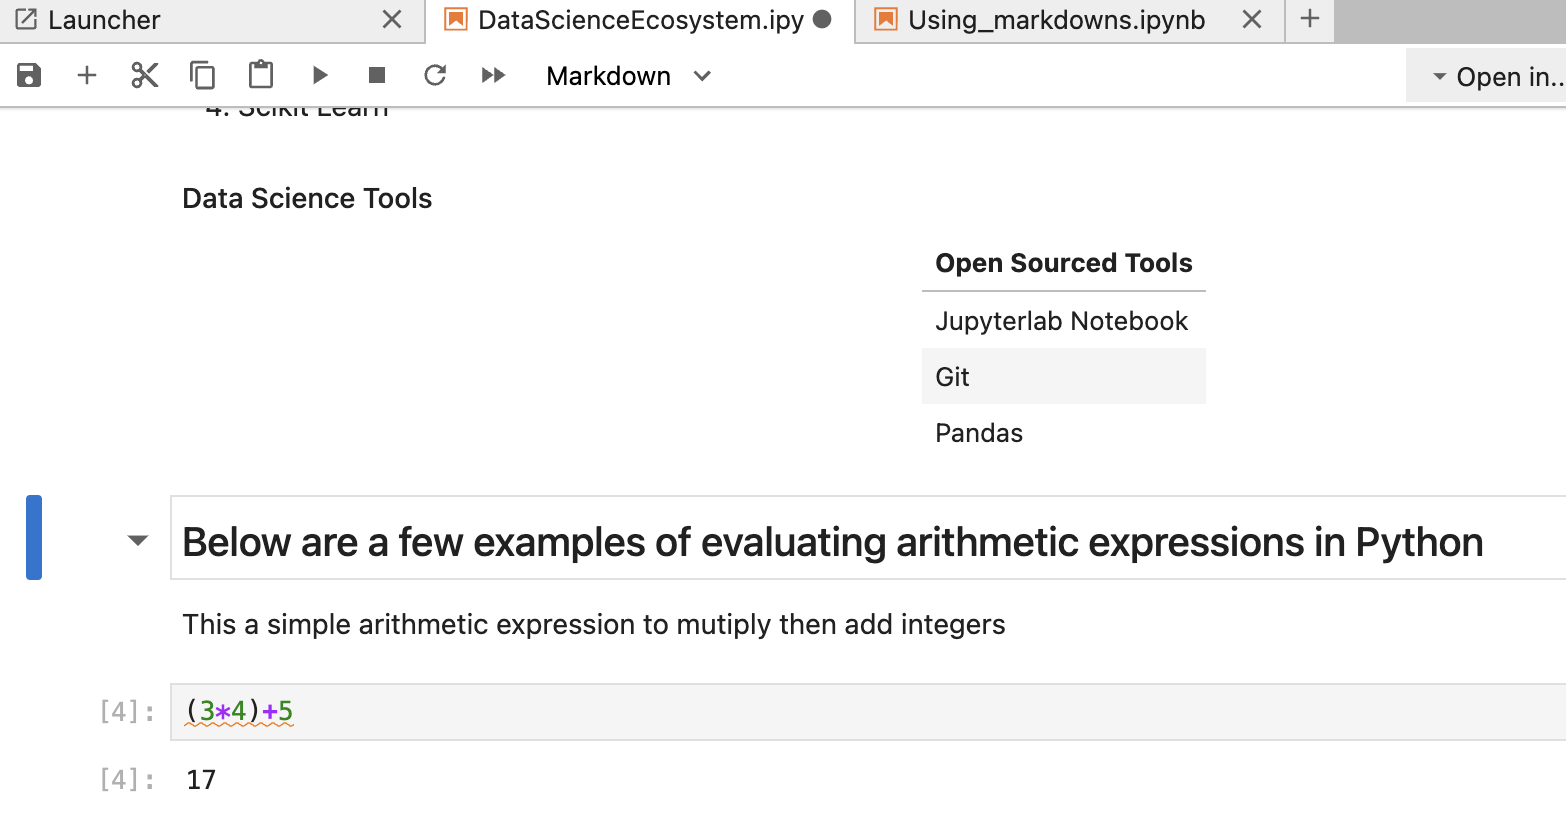 Launcher
DataScienceEcosystem.ipy
Using_markdowns.ipynb
Markdown
Open in..
4. Scikit Learn
Data Science Tools
Open Sourced Tools
Jupyterlab Notebook
Git
Pandas
Below are a few examples of evaluating arithmetic expressions in Python
This a simple arithmetic expression to mutiply then add integers
[4]: (3*4)+5
[4]: 17